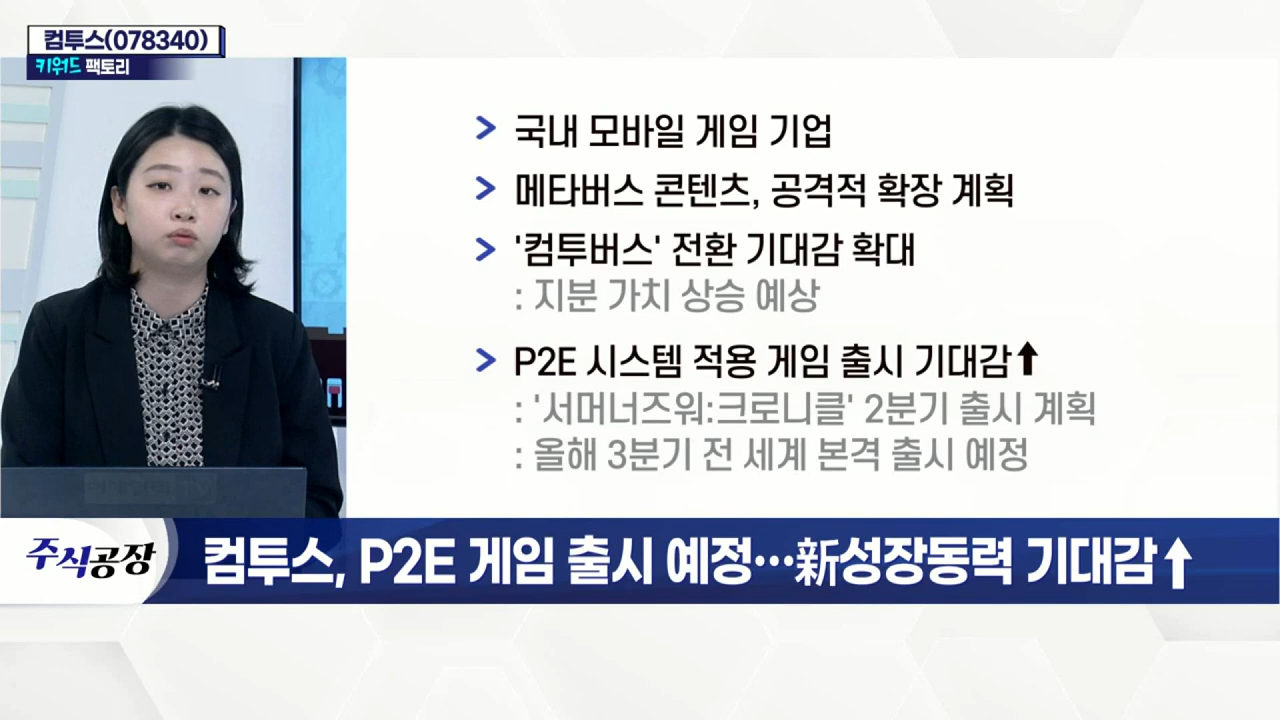 컴투스(078340)
키워드 팩토리
> 국내 모바일 게임 기업
> 메타버스 콘텐츠, 공격적 확장 계획
> '컴투버스' 전환 기대감 확대
: 지분 가치 상승 예상
> P2E 시스템 적용 게임 출시 기대감⬆
: '서머너즈워:크로니클' 2분기 출시 계획
: 올해 3분기 전 세계 본격 출시 예정
주식공장
컴투스, P2E 게임 출시 예정…新성장동력 기대감⬆